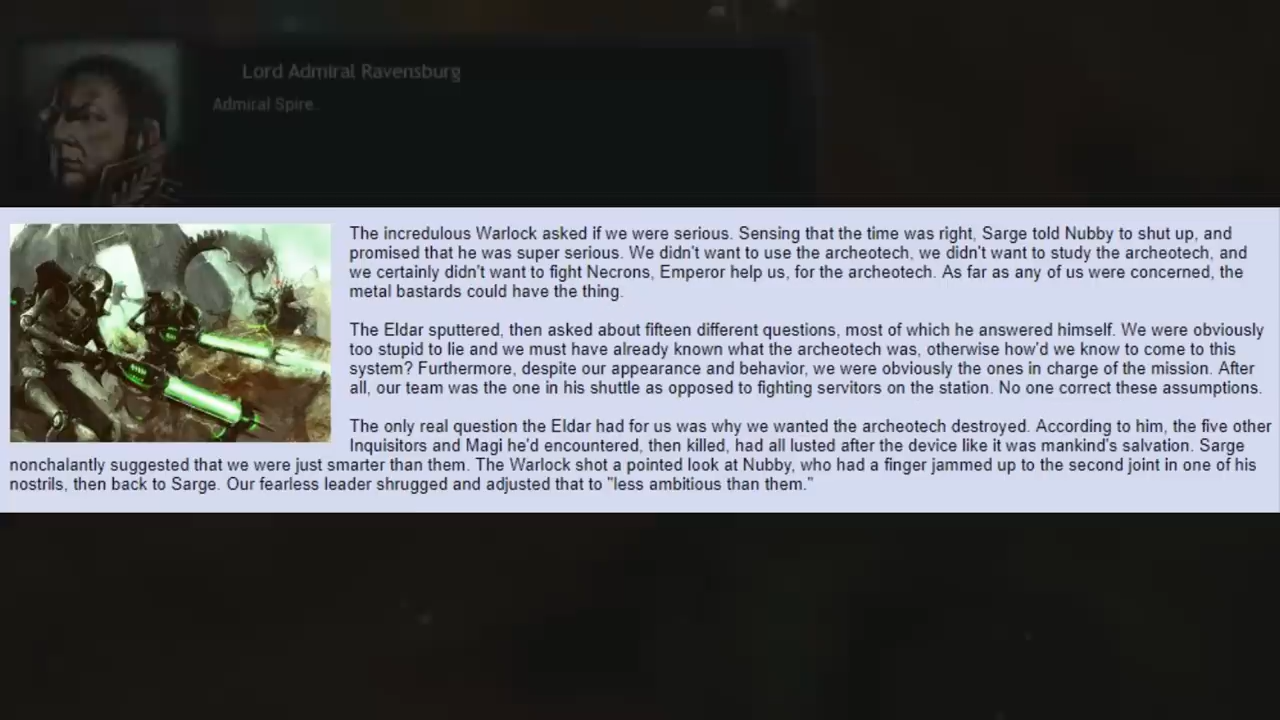 Lord Admiral Ravensburg
Admiral Spire.
The incredulous Warlock asked if we were serious. Sensing that the time was right, Sarge told Nubby to shut up, and
promised that he was super serious. We didn't want to use the archeotech, we didn't want to study the archeotech, and
we certainly didn't want to fight Necrons, Emperor help us, for the archeotech. As far as any of us were concerned, the
metal bastards could have the thing.
The Eldar sputtered, then asked about fifteen different questions, most of which he answered himself. We were obviously
too stupid to lie and we must have already known what the archeotech was, otherwise how'd we know to come to this
system? Furthermore, despite our appearance and behavior, we were obviously the ones in charge of the mission. After
all, our team was the one in his shuttle as opposed to fighting servitors on the station. No one correct these assumptions.
The only real question the Eldar had for us was why we wanted the archeotech destroyed. According to him, the five other
Inquisitors and Magi he'd encountered, then killed, had all lusted after the device like it was mankind's salvation. Sarge
nonchalantly suggested that we were just smarter than them. The Warlock shot a pointed look at Nubby, who had a finger jammed up to the second joint in one of his
nostrils, then back to Sarge. Our fearless leader shrugged and adjusted that to "less ambitious than them."